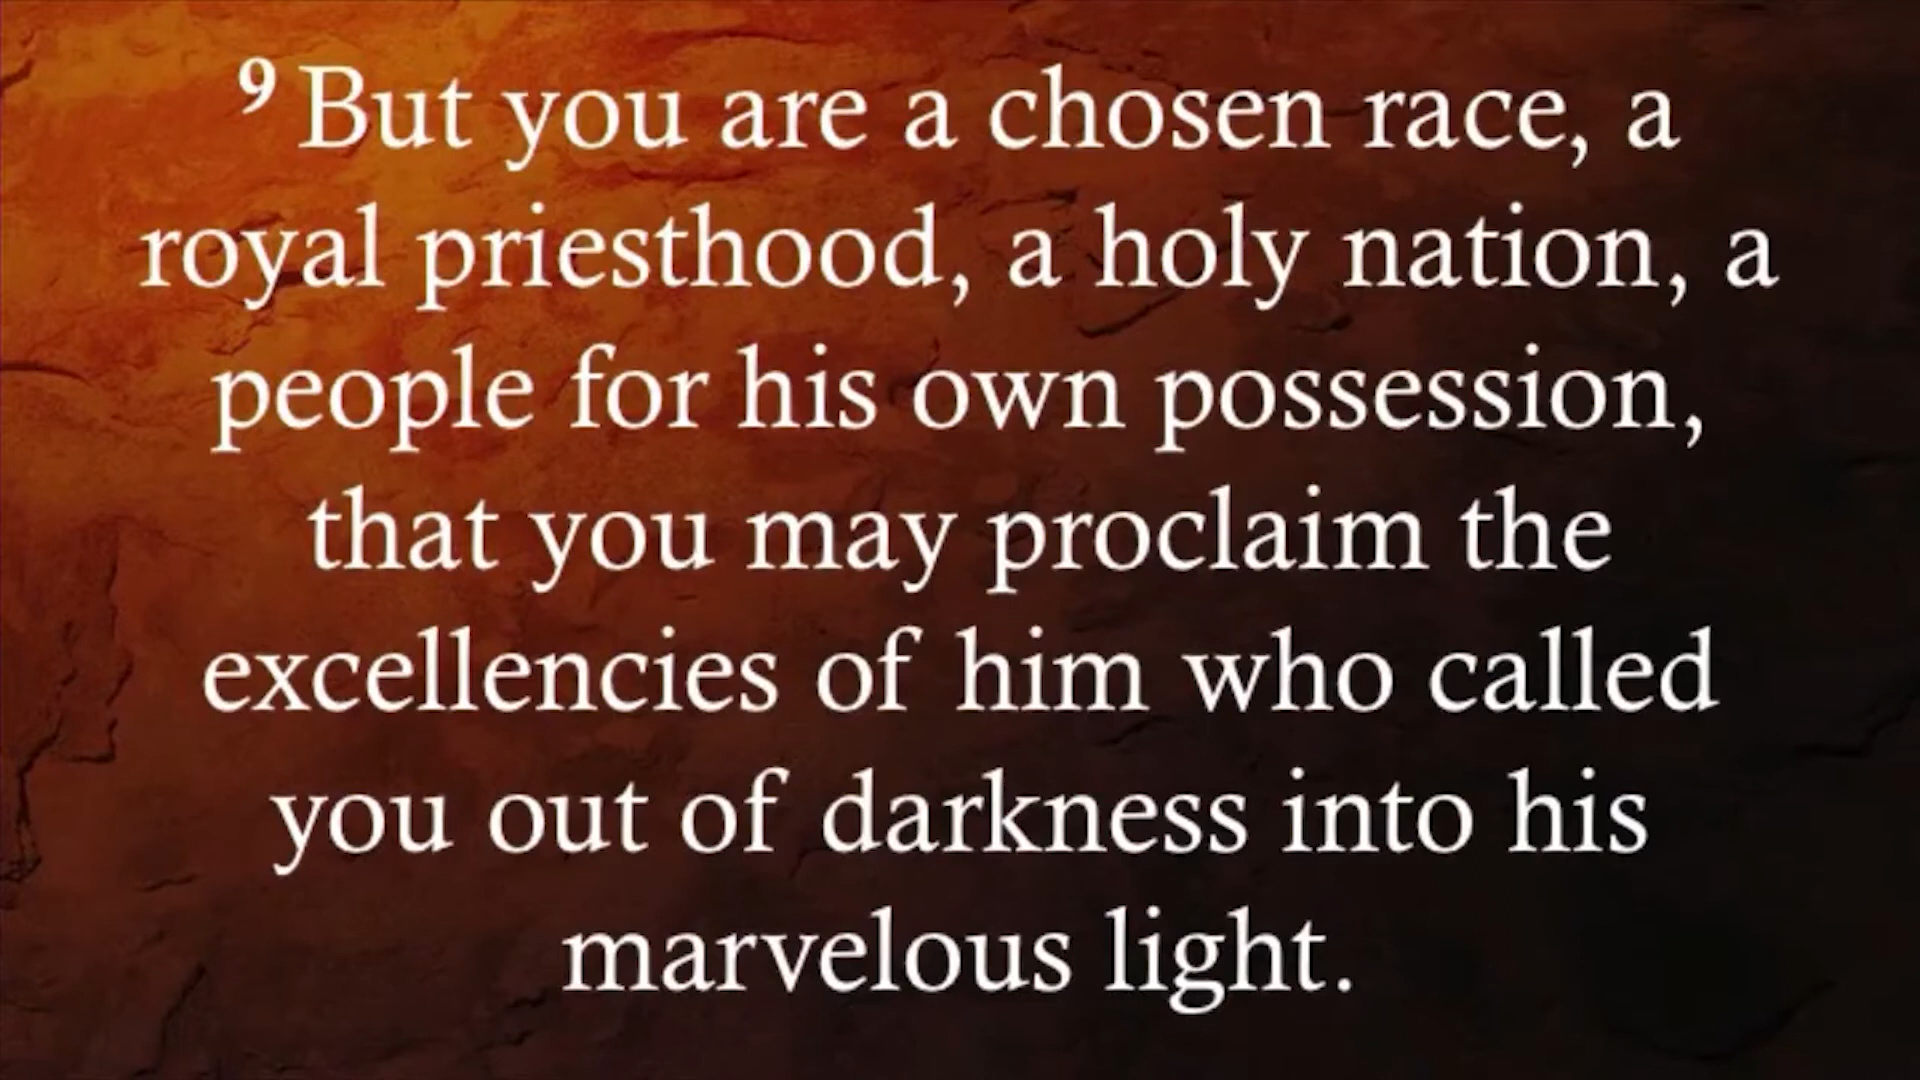 9 But you are a chosen race, a
royal priesthood, a holy nation, a
people for his own possession,
that you may proclaim the
excellencies of him who called
you out of darkness into his
marvelous light.